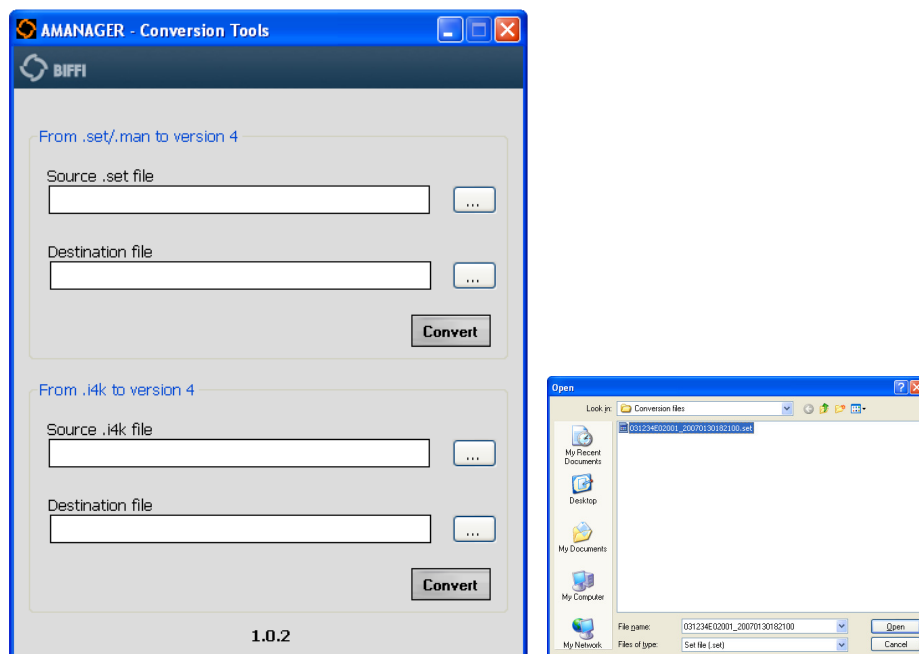 AMANAGER - Conversion Tools
BIFFI
From .set/.man to version 4
Source .set file
...
Destination file
...
Convert
From .i4k to version 4
Source .i4k file
...
Destination file
...
Convert
1.0.2
Open
Look in:
Conversion files
031234E02001_20070130182100.set
My Recent
Documents
Desktop
My Documents
My Computer
My Network
File name:
031234E02001_20070130182100
Open
Files of type:
Set file (.set)
Cancel